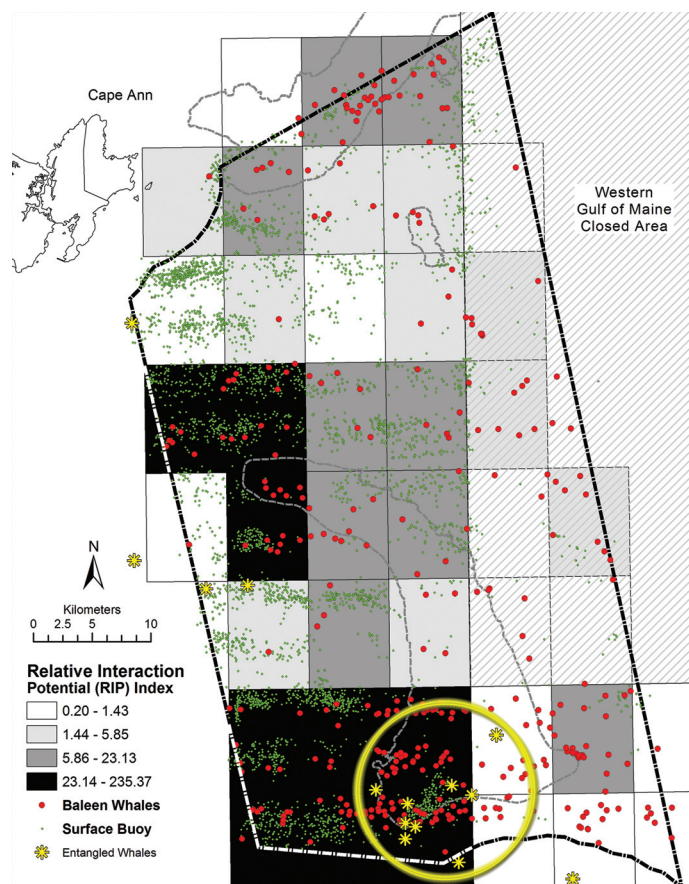 Cape Ann
Western
Gulf of Maine
Closed Area
N
Kilometers
0 2.5 5 10
Relative Interaction
Potential (RIP) Index
0.20 - 1.43
1.44 - 5.85
5.86 - 23.13
23.14 - 235.37
Baleen Whales
Surface Buoy
Entangled Whales